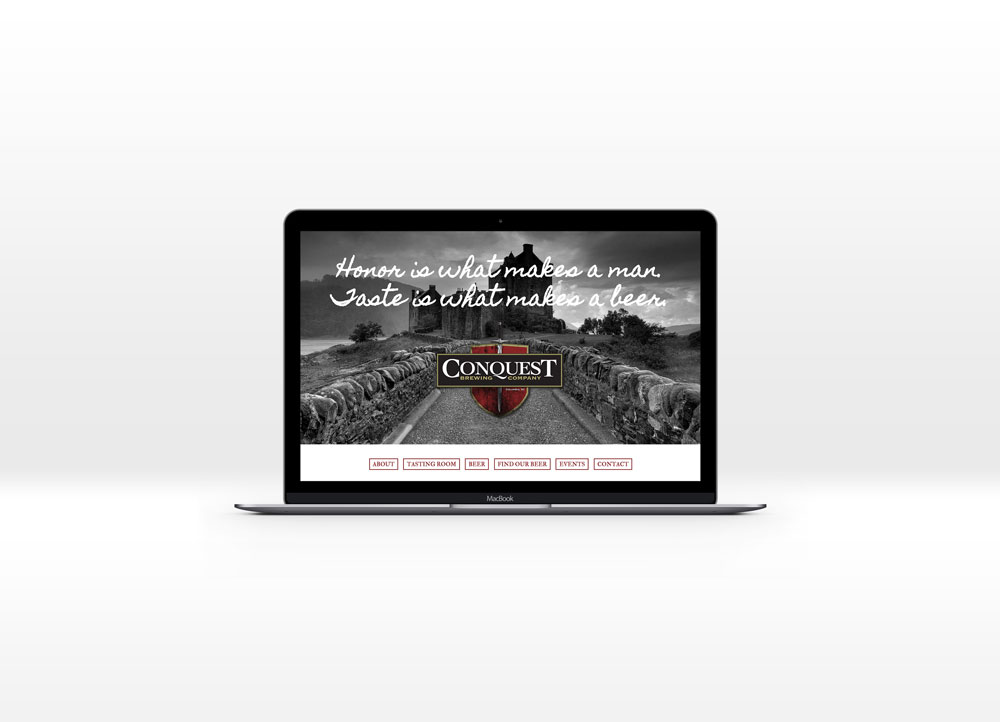 Honor is what makes a man.
Taste is what makes a beer.
CONQUEST
BREWING COMPANY
ABOUT TASTING ROOM BEER FIND OUR BEER EVENTS CONTACT
MacBook